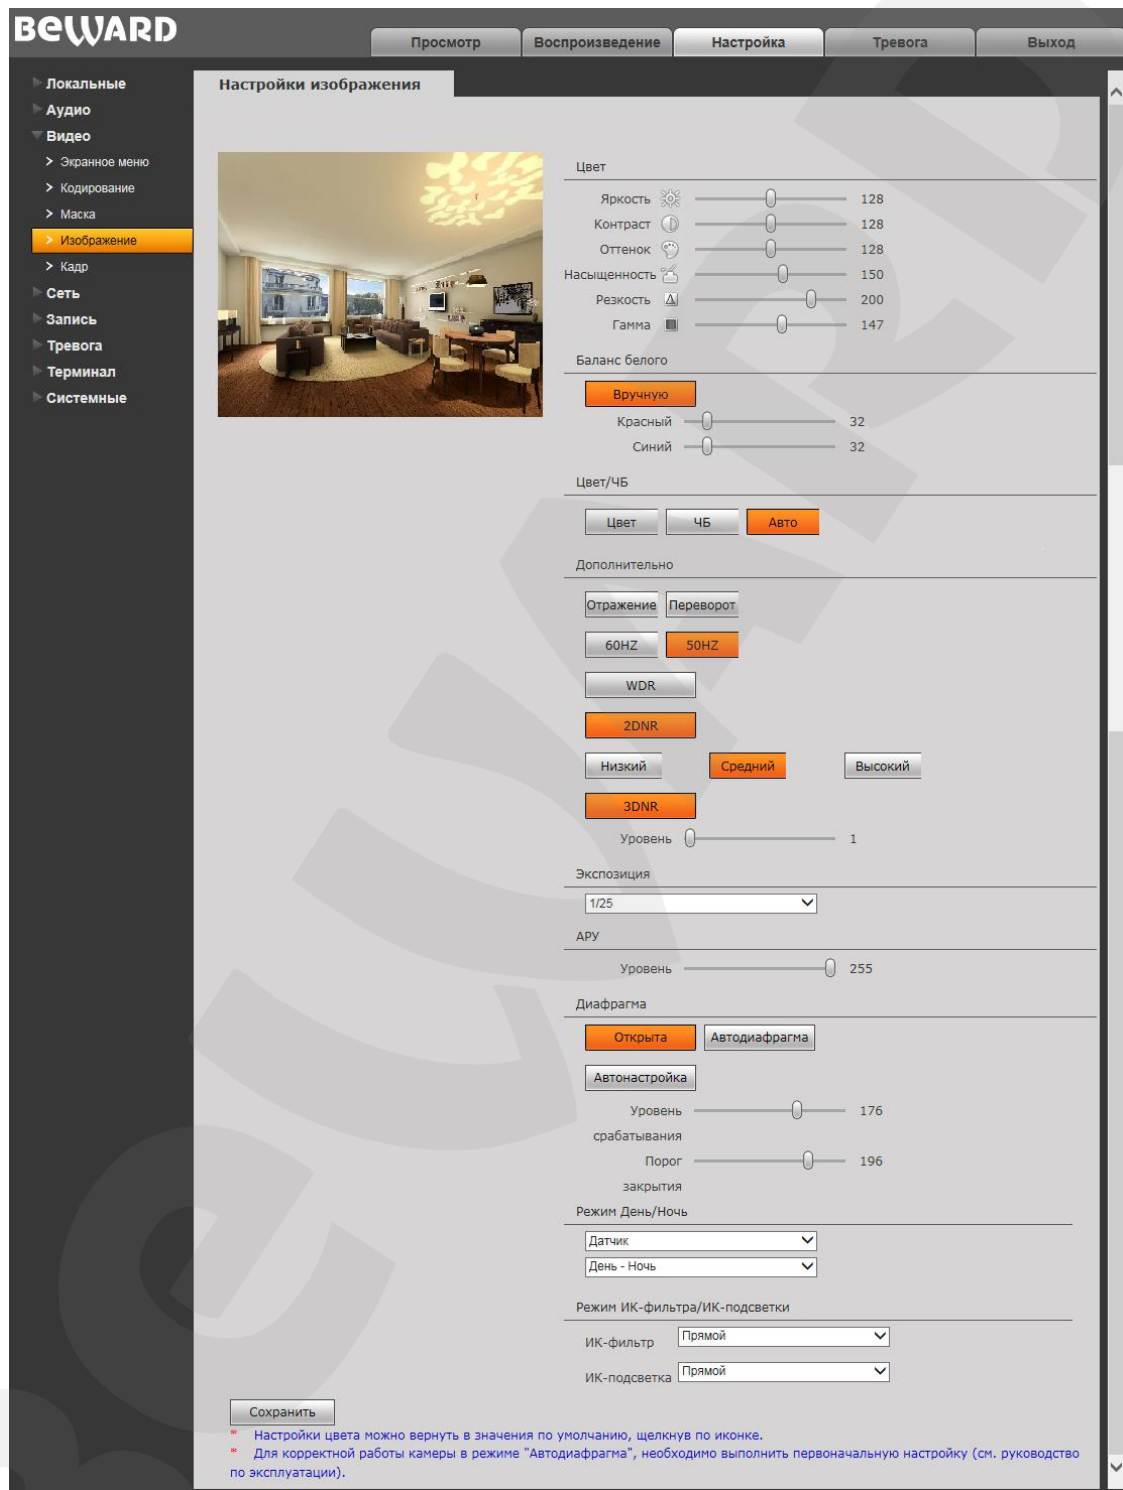 BEWARD
Просмотр
Воспроизведение
Настройка
Тревога
Выход
Локальные
Аудио
Видео
Экранное меню
Кодирование
Маска
Изображение
Кадр
Сеть
Запись
Тревога
Терминал
Системные
Настройки изображения
Цвет
Яркость 128
Контраст 128
Оттенок 128
Насыщенность 150
Резкость 200
Гамма 147
Баланс белого
Вручную
Красный 32
Синий 32
Цвет/ЧБ
Цвет ЧБ Авто
Дополнительно
Отражение Переворот
60HZ 50HZ
WDR
2DNR
Низкий Средний Высокий
3DNR
Уровень 1
Экспозиция
1/25
АРУ
Уровень 255
Диафрагма
Открыта Автодиафрагма
Автонастройка
Уровень 176
срабатывания
Порог 196
закрытия
Режим День/Ночь
Датчик
День - Ночь
Режим ИК-фильтра/ИК-подсветки
ИК-фильтр Прямой
ИК-подсветка Прямой
Сохранить
* Настройки цвета можно вернуть в значения по умолчанию, щелкнув по иконке.
* Для корректной работы камеры в режиме "Автодиафрагма", необходимо выполнить первоначальную настройку (см. руководство
по эксплуатации).